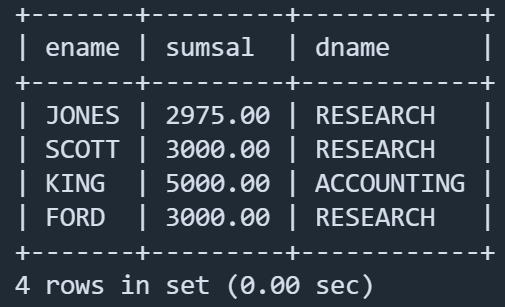 +-------+---------+------------+
| ename | sumsal  | dname      |
+-------+---------+------------+
| JONES | 2975.00 | RESEARCH   |
| SCOTT | 3000.00 | RESEARCH   |
| KING  | 5000.00 | ACCOUNTING |
| FORD  | 3000.00 | RESEARCH   |
+-------+---------+------------+
4 rows in set (0.00 sec)